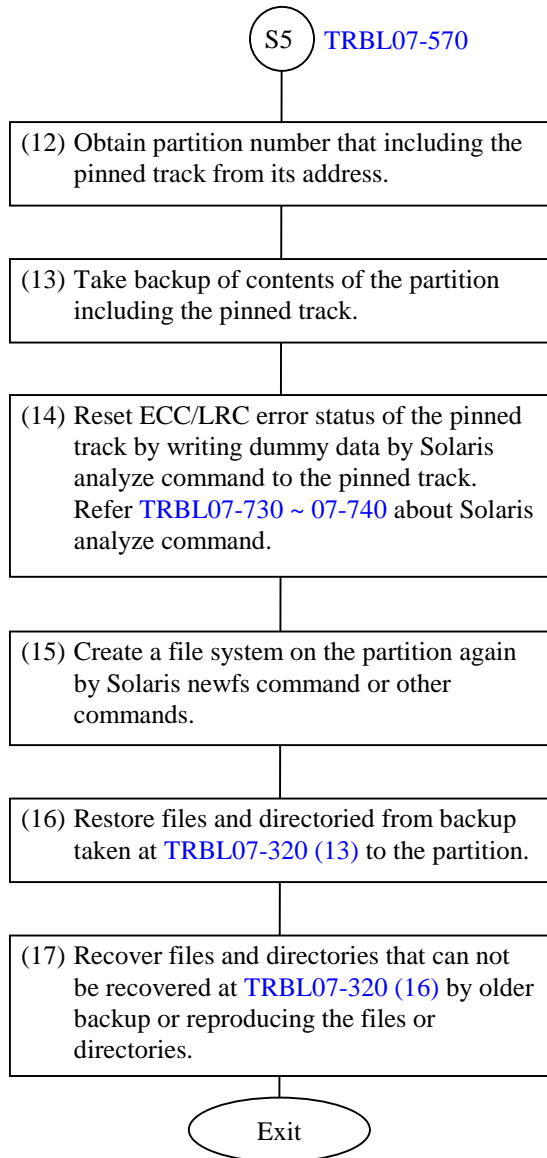 S5 TRBL07-570
(12) Obtain partition number that including the
pinned track from its address.
(13) Take backup of contents of the partition
including the pinned track.
(14) Reset ECC/LRC error status of the pinned
track by writing dummy data by Solaris
analyze command to the pinned track.
Refer TRBL07-730 ~ 07-740 about Solaris
analyze command.
(15) Create a file system on the partition again
by Solaris newfs command or other
commands.
(16) Restore files and directoried from backup
taken at TRBL07-320 (13) to the partition.
(17) Recover files and directories that can not
be recovered at TRBL07-320 (16) by older
backup or reproducing the files or
directories.
Exit